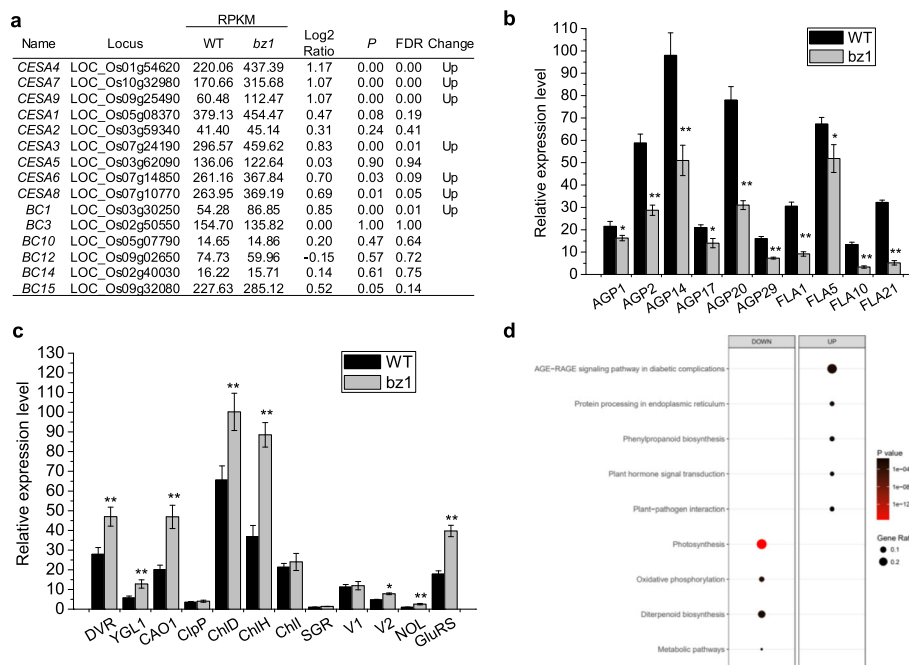 a
RPKM
Name Locus WT bz1 Log2 Ratio P FDR Change
CESA4 LOC_Os01g54620 220.06 437.39 1.17 0.00 0.00 Up
CESA7 LOC_Os10g32980 170.66 315.68 1.07 0.00 0.00 Up
CESA9 LOC_Os09g25490 60.48 112.47 1.07 0.00 0.00 Up
CESA1 LOC_Os05g08370 379.13 454.47 0.47 0.08 0.19
CESA2 LOC_Os03g59340 41.40 45.14 0.31 0.24 0.41
CESA3 LOC_Os07g24190 296.57 459.62 0.83 0.00 0.01 Up
CESA5 LOC_Os03g62090 136.06 122.64 0.03 0.90 0.94
CESA6 LOC_Os07g14850 261.16 367.84 0.70 0.03 0.09 Up
CESA8 LOC_Os07g10770 263.95 369.19 0.69 0.01 0.05 Up
BC1 LOC_Os03g30250 54.28 86.85 0.85 0.00 0.01 Up
BC3 LOC_Os02g50550 154.70 135.82 0.00 1.00 1.00
BC10 LOC_Os05g07790 14.65 14.86 0.20 0.47 0.64
BC12 LOC_Os09g02650 74.73 59.96 -0.15 0.57 0.72
BC14 LOC_Os02g40030 16.22 15.71 0.14 0.61 0.75
BC15 LOC_Os09g32080 227.63 285.12 0.52 0.05 0.14
b
Relative expression level
110
100
90
80
70
60
50
40
30
20
10
0
WT
bz1
* ** ** * ** ** ** * ** **
AGP1 AGP2 AGP14 AGP17 AGP20 AGP29 FLA1 FLA5 FLA10 FLA21
c
Relative expression level
130
120
110
100
90
80
70
60
50
40
30
20
10
0
WT
bz1
** ** ** ** ** * ** **
DVR YGL1 CAO1 ClpP ChlD ChlH ChlI SGR V1 V2 NOL GluRS
d
DOWN UP
AGE−RAGE signaling pathway in diabetic complications
Protein processing in endoplasmic reticulum
Phenylpropanoid biosynthesis
Plant hormone signal transduction
Plant−pathogen interaction
Photosynthesis
Oxidative phosphorylation
Diterpenoid biosynthesis
Metabolic pathways
P value
1e−04
1e−08
1e−12
Gene Rat
0.1
0.2